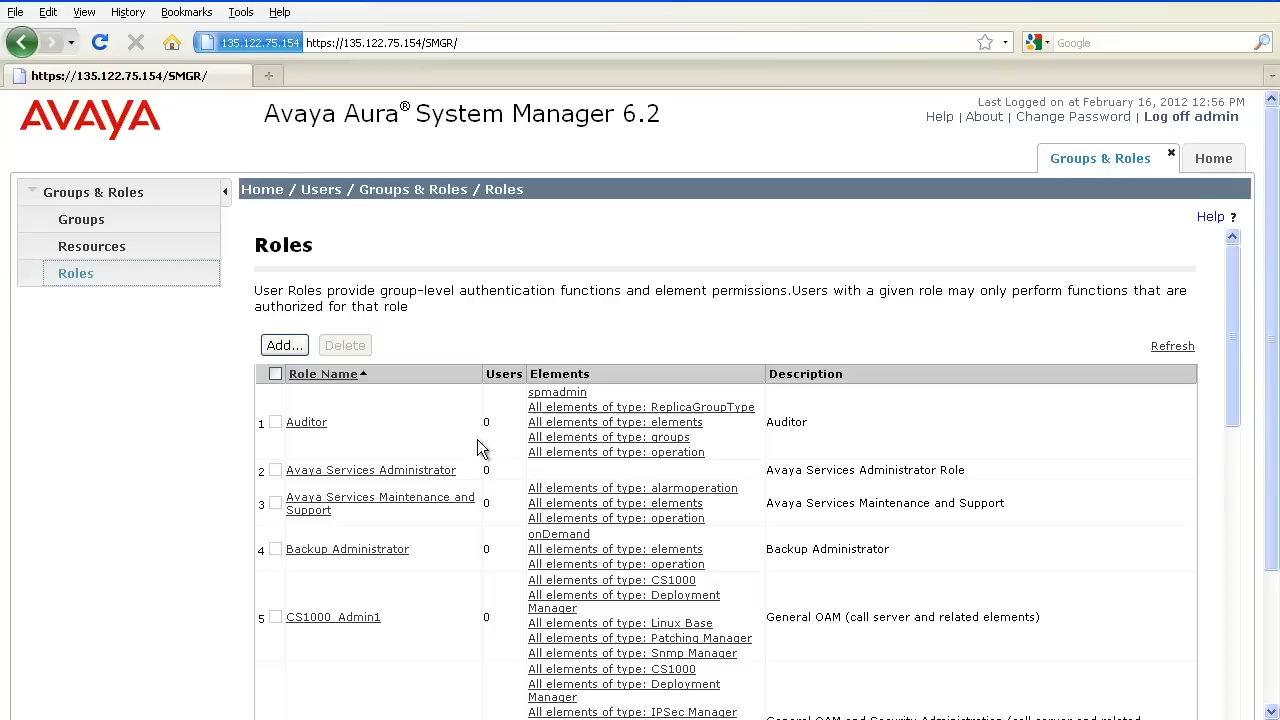 File Edit View History Bookmarks Tools Help
135.122.75.154 https://135.122.75.154/SMGR/ Google
https://135.122.75.154/SMGR/
AVAYA
Avaya Aura® System Manager 6.2
Last Logged on at February 16, 2012 12:56 PM
Help | About | Change Password | Log off admin
Groups & Roles Home
Groups & Roles
Groups
Resources
Roles
Home / Users / Groups & Roles / Roles
Help ?
Roles
User Roles provide group-level authentication functions and element permissions.Users with a given role may only perform functions that are
authorized for that role
Add... Delete Refresh
Role Name Users Elements Description
1 Auditor 0
spmadmin
All elements of type: ReplicaGroupType
All elements of type: elements
All elements of type: groups
All elements of type: operation
Auditor
2 Avaya Services Administrator 0 Avaya Services Administrator Role
3 Avaya Services Maintenance and
Support
0
All elements of type: alarmoperation
All elements of type: elements
All elements of type: operation
Avaya Services Maintenance and Support
4 Backup Administrator 0
onDemand
All elements of type: elements
All elements of type: operation
Backup Administrator
5 CS1000_Admin1 0
All elements of type: CS1000
All elements of type: Deployment
Manager
All elements of type: Linux Base
All elements of type: Patching Manager
All elements of type: Snmp Manager
General OAM (call server and related elements)
All elements of type: CS1000
All elements of type: Deployment
Manager
All elements of type: IPSec Manager
General OAM and Security Administration (call server and related